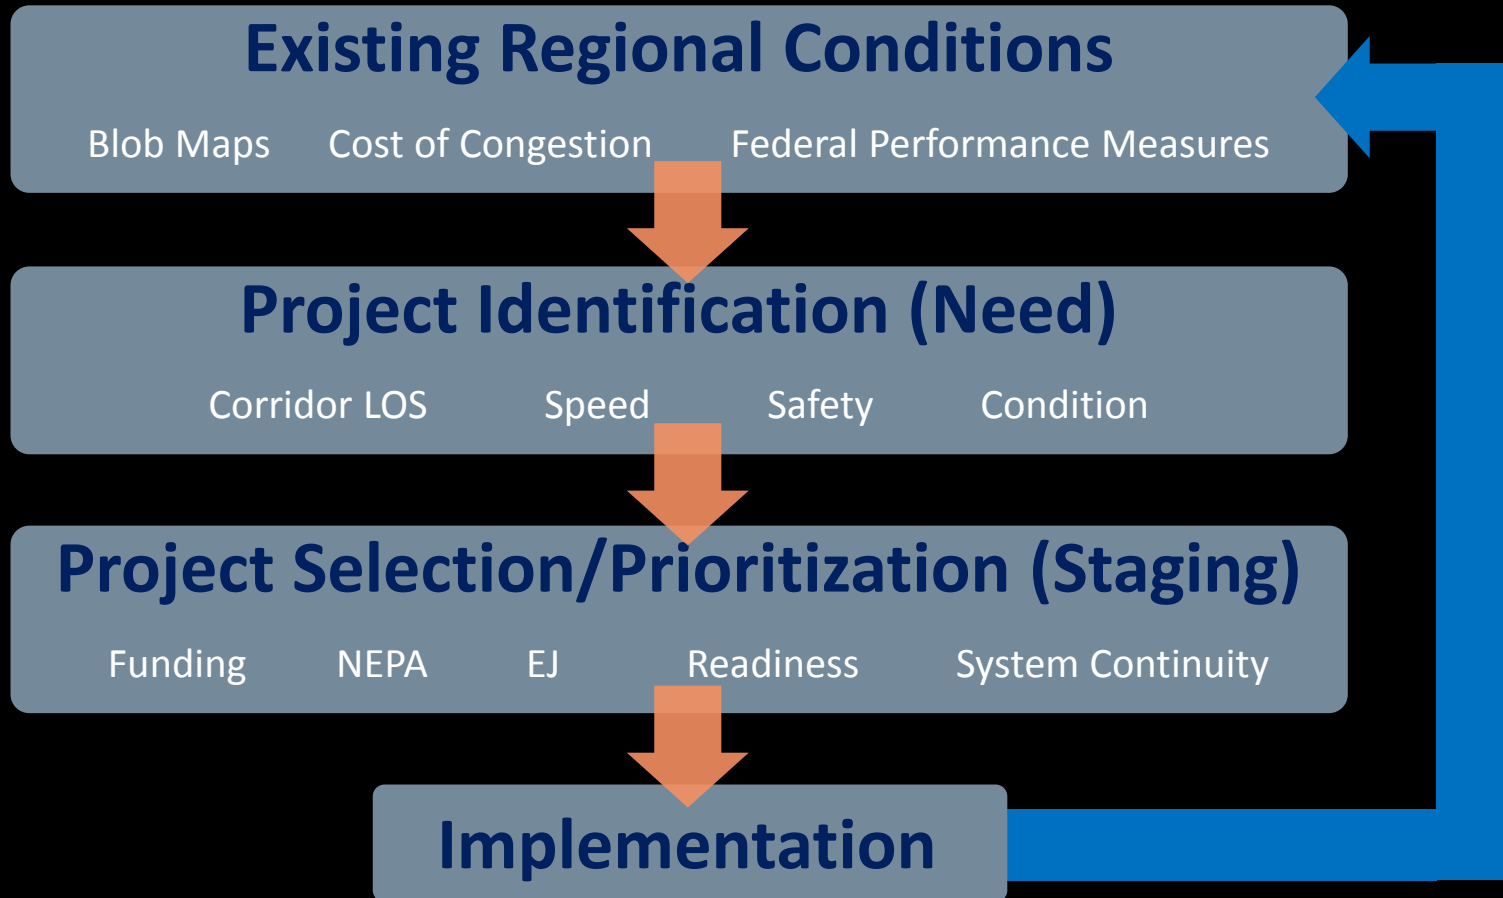 Existing Regional Conditions
Blob Maps Cost of Congestion Federal Performance Measures
Project Identification (Need)
Corridor LOS Speed Safety Condition
Project Selection/Prioritization (Staging)
Funding NEPA EJ Readiness System Continuity
Implementation